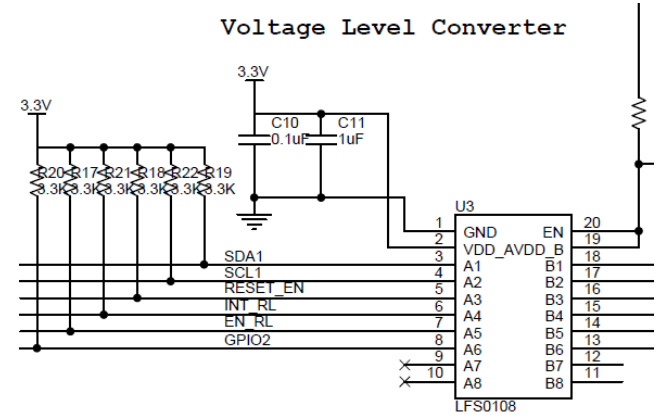 Voltage Level Converter
3.3V
3.3V
C10
C11
0.1uF
1uF
R20 R17 R21 R18 R22 R19
3.3K 3.3K 3.3K 3.3K 3.3K 3.3K
U3
1 GND EN 20
2 VDD_A VDD_B 19
SDA1 3 A1 B1 18
SCL1 4 A2 B2 17
RESET_EN 5 A3 B3 16
INT_RL 6 A4 B4 15
EN_RL 7 A5 B5 14
GPIO2 8 A6 B6 13
9 A7 B7 12
10 A8 B8 11
LFS0108